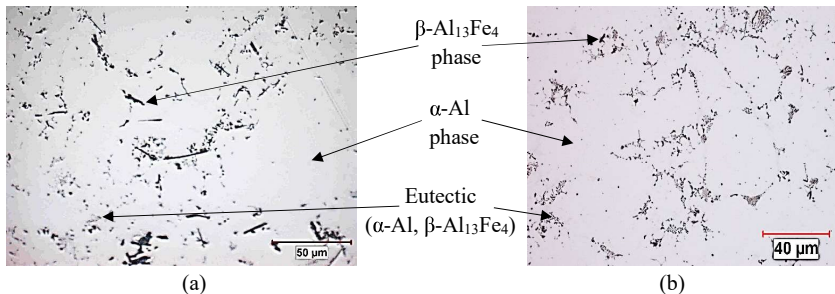 β-Al₁₃Fe₄
phase
α-Al
phase
Eutectic
(α-Al, β-Al₁₃Fe₄)
50 µm
40 µm
(a)
(b)